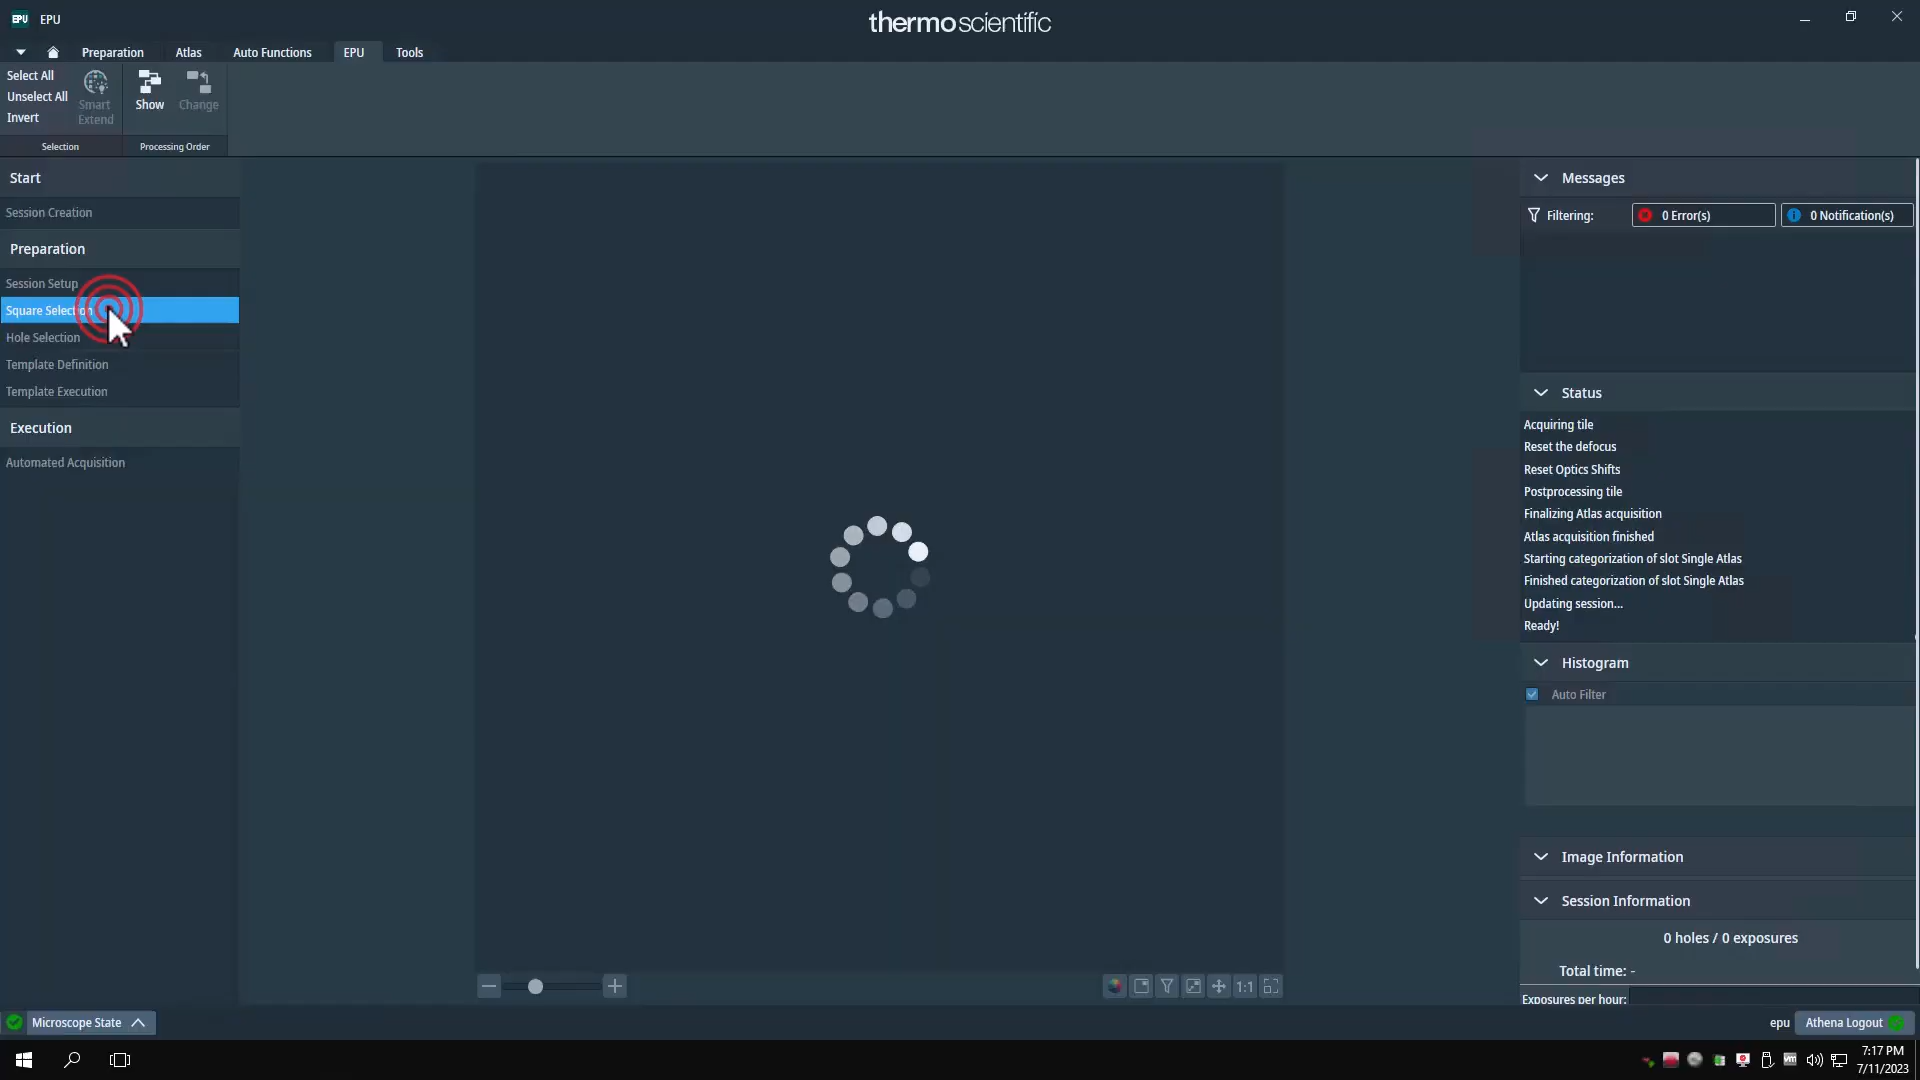 EPU EPU
thermo scientific
Preparation Atlas Auto Functions EPU Tools
Select All
Unselect All
Invert
Smart
Extend
Show
Change
Selection
Processing Order
Start
Session Creation
Preparation
Session Setup
Square Selection
Hole Selection
Template Definition
Template Execution
Execution
Automated Acquisition
Messages
Filtering: 0 Error(s) 0 Notification(s)
Status
Acquiring tile
Reset the defocus
Reset Optics Shifts
Postprocessing tile
Finalizing Atlas acquisition
Atlas acquisition finished
Starting categorization of slot Single Atlas
Finished categorization of slot Single Atlas
Updating session...
Ready!
Histogram
Auto Filter
Image Information
Session Information
0 holes / 0 exposures
Total time: -
Exposures per hour:
1:1
Microscope State
epu Athena Logout
vm
7:17 PM
7/11/2023